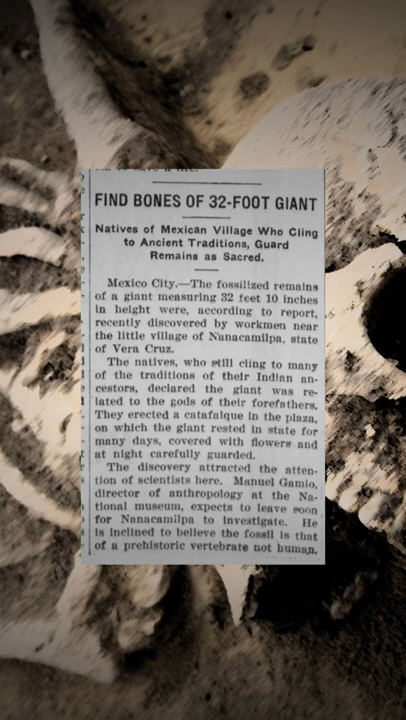 FIND BONES OF 32-FOOT GIANT
Natives of Mexican Village Who Cling
to Ancient Traditions, Guard
Remains as Sacred.
Mexico City.—The fossilized remains
of a giant measuring 32 feet 10 inches
in height were, according to report,
recently discovered by workmen near
the little village of Nanacamilpa, state
of Vera Cruz.
The natives, who still cling to many
of the traditions of their Indian an-
cestors, declared the giant was re-
lated to the gods of their forefathers.
They erected a catafalque in the plaza,
on which the giant rested in state for
many days, covered with flowers and
at night carefully guarded.
The discovery attracted the atten-
tion of scientists here. Manuel Gamio,
director of anthropology at the Na-
tional museum, expects to leave soon
for Nanacamilpa to investigate. He
is inclined to believe the fossil is that
of a prehistoric vertebrate not human.